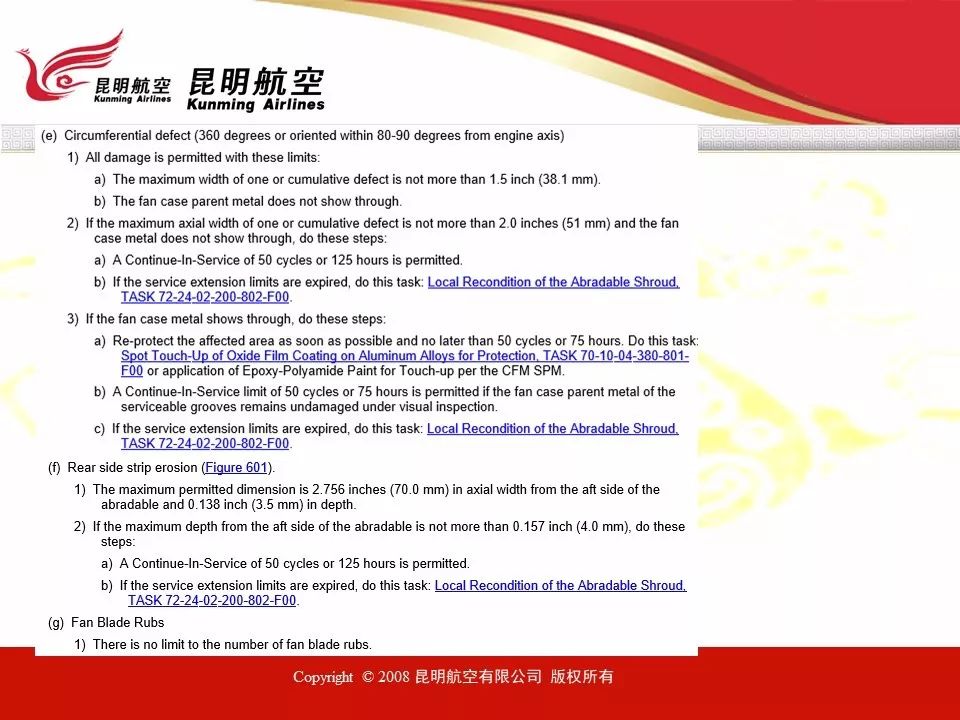 昆明航空
Kunming Airlines
昆明航空
Kunming Airlines
(e) Circumferential defect (360 degrees or oriented within 80-90 degrees from engine axis)
1) All damage is permitted with these limits:
a) The maximum width of one or cumulative defect is not more than 1.5 inch (38.1 mm).
b) The fan case parent metal does not show through.
2) If the maximum axial width of one or cumulative defect is not more than 2.0 inches (51 mm) and the fan
case metal does not show through, do these steps:
a) A Continue-In-Service of 50 cycles or 125 hours is permitted.
b) If the service extension limits are expired, do this task: Local Recondition of the Abradable Shroud,
TASK 72-24-02-200-802-F00.
3) If the fan case metal shows through, do these steps:
a) Re-protect the affected area as soon as possible and no later than 50 cycles or 75 hours. Do this task:
Spot Touch-Up of Oxide Film Coating on Aluminum Alloys for Protection, TASK 70-10-04-380-801-
F00 or application of Epoxy-Polyamide Paint for Touch-up per the CFM SPM.
b) A Continue-In-Service limit of 50 cycles or 75 hours is permitted if the fan case parent metal of the
serviceable grooves remains undamaged under visual inspection.
c) If the service extension limits are expired, do this task: Local Recondition of the Abradable Shroud,
TASK 72-24-02-200-802-F00.
(f) Rear side strip erosion (Figure 601).
1) The maximum permitted dimension is 2.756 inches (70.0 mm) in axial width from the aft side of the
abradable and 0.138 inch (3.5 mm) in depth.
2) If the maximum depth from the aft side of the abradable is not more than 0.157 inch (4.0 mm), do these
steps:
a) A Continue-In-Service of 50 cycles or 125 hours is permitted.
b) If the service extension limits are expired, do this task: Local Recondition of the Abradable Shroud,
TASK 72-24-02-200-802-F00.
(g) Fan Blade Rubs
1) There is no limit to the number of fan blade rubs.
Copyright © 2008 昆明航空有限公司 版权所有